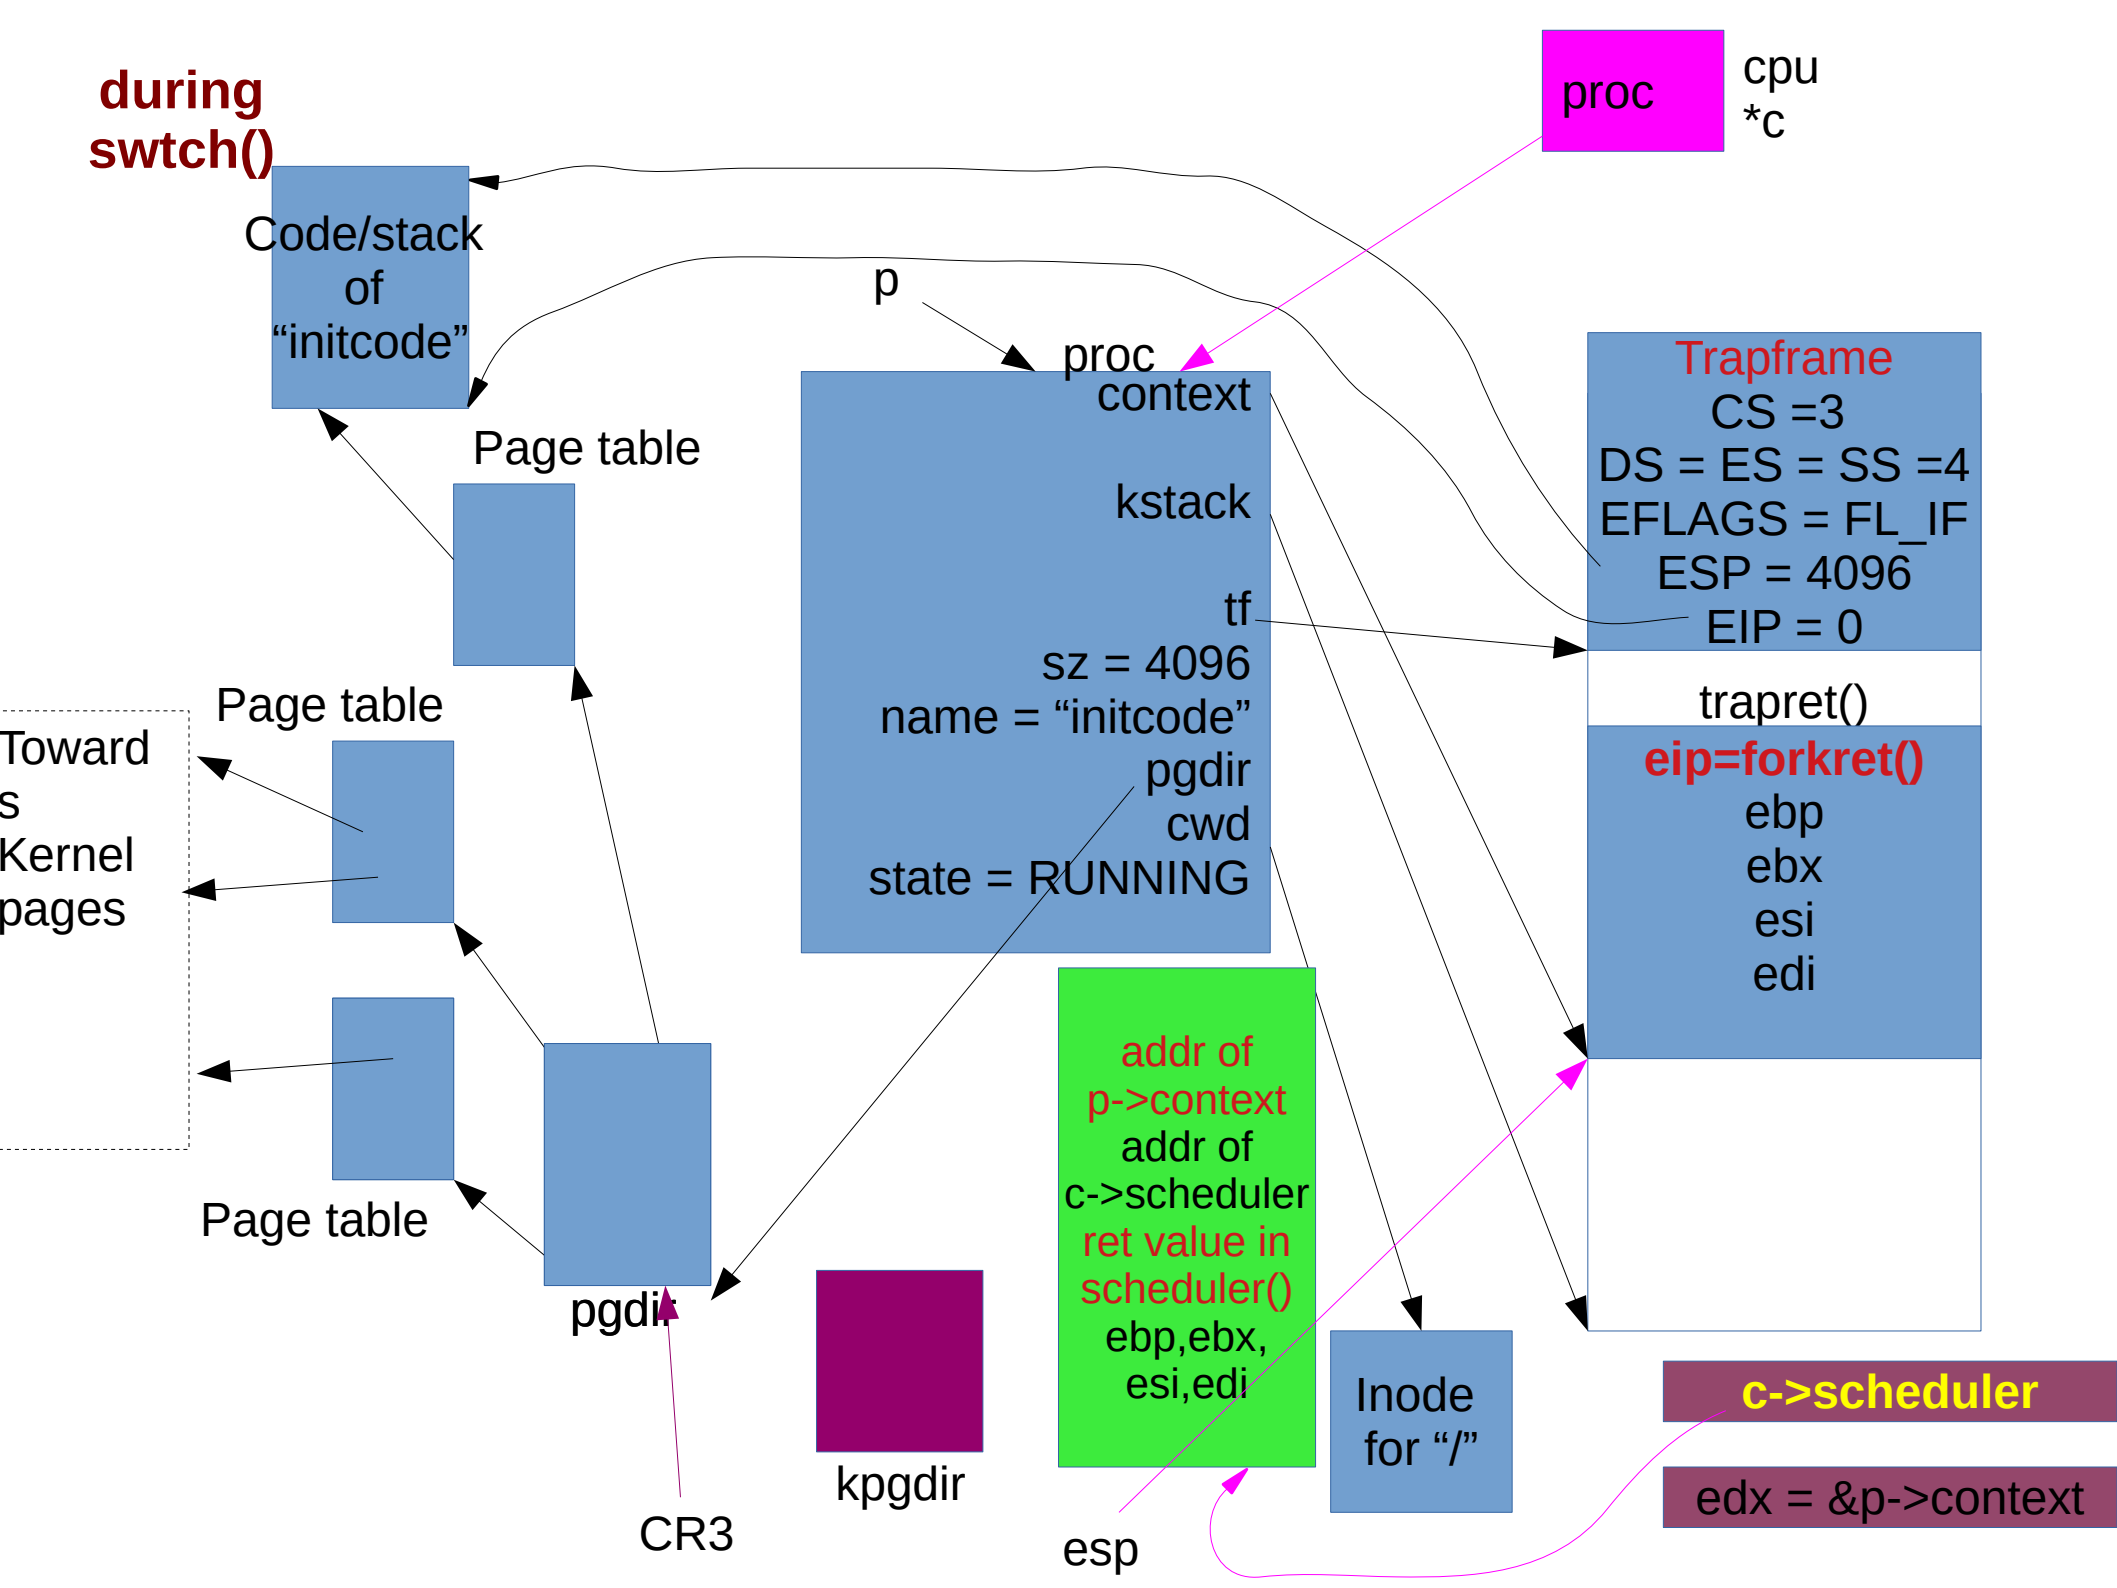 during
swtch()
proc
cpu
*c
Code/stack
of
“initcode”
p
proc
context
kstack
tf
sz = 4096
name = “initcode”
pgdir
cwd
state = RUNNING
Trapframe
CS =3
DS = ES = SS =4
EFLAGS = FL_IF
ESP = 4096
EIP = 0
trapret()
eip=forkret()
ebp
ebx
esi
edi
Page table
Page table
Toward
s
Kernel
pages
Page table
pgdir
CR3
kpgdir
addr of
p->context
addr of
c->scheduler
ret value in
scheduler()
ebp,ebx,
esi,edi
esp
Inode
for “/”
c->scheduler
edx = &p->context